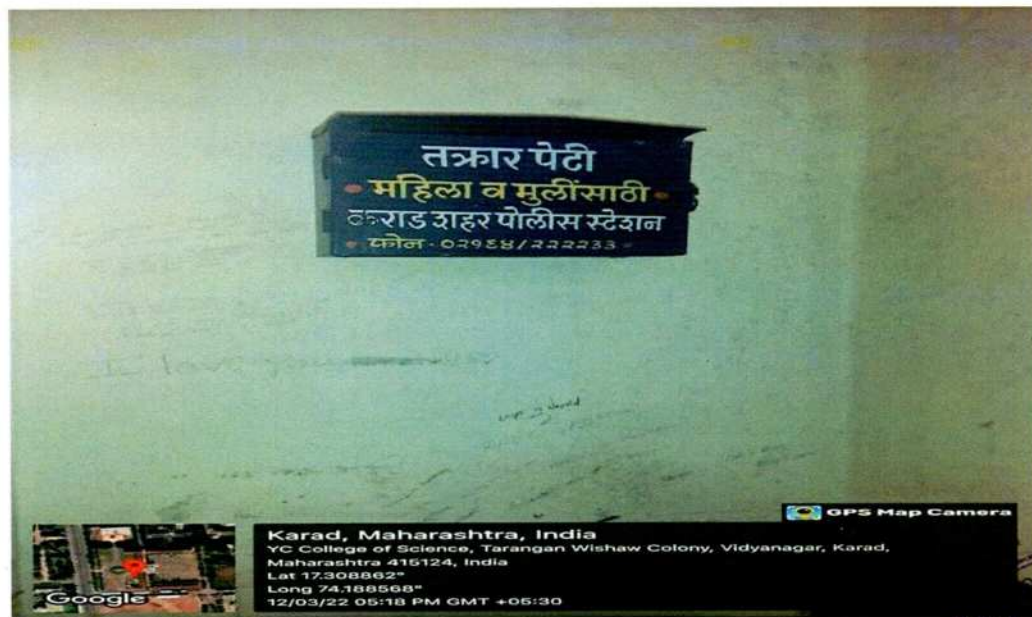 तक्रार पेटी
महिला व मुलींसाठी
कराड शहर पोलीस स्टेशन
फोन - ०२१६४/२२२२३३
I love you
GPS Map Camera
Karad, Maharashtra, India
YC College of Science, Tarangan Wishaw Colony, Vidyanagar, Karad,
Maharashtra 415124, India
Lat 17.308862°
Long 74.188568°
12/03/22 05:18 PM GMT +05:30
Google